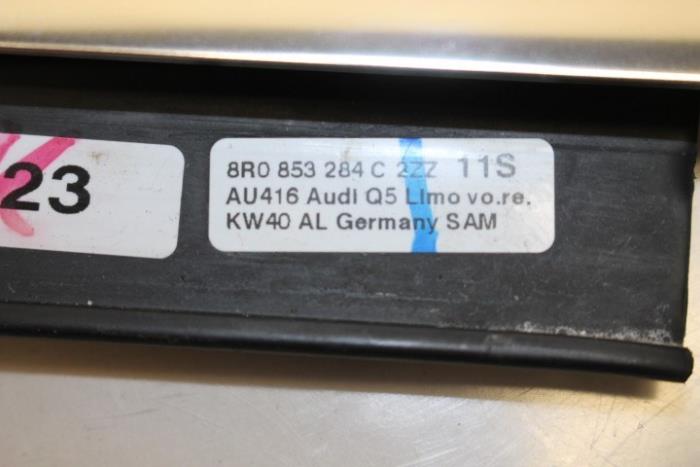 23
8R0 853 284 C 2ZZ 11S
AU416 Audi Q5 Limo vo.re.
KW40 AL Germany SAM